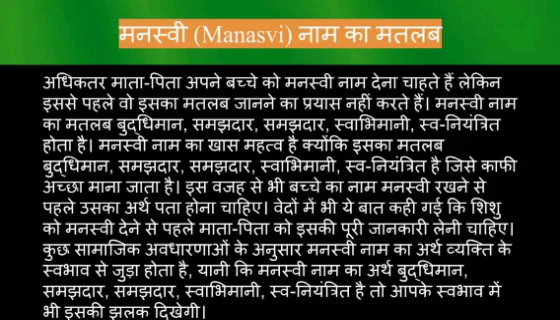 मनस्वी (Manasvi) नाम का मतलब
अधिकतर माता-पिता अपने बच्चे को मनस्वी नाम देना चाहते हैं लेकिन
इससे पहले वो इसका मतलब जानने का प्रयास नहीं करते हैं। मनस्वी नाम
का मतलब बुद्धिमान, समझदार, समझदार, स्वाभिमानी, स्व-नियंत्रित
होता है। मनस्वी नाम का खास महत्व है क्योंकि इसका मतलब
बुद्धिमान, समझदार, समझदार, स्वाभिमानी, स्व-नियंत्रित है जिसे काफी
अच्छा माना जाता है। इस वजह से भी बच्चे का नाम मनस्वी रखने से
पहले उसका अर्थ पता होना चाहिए। वेदों में भी ये बात कही गई कि शिशु
को मनस्वी देने से पहले माता-पिता को इसकी पूरी जानकारी लेनी चाहिए।
कुछ सामाजिक अवधारणाओं के अनुसार मनस्वी नाम का अर्थ व्यक्ति के
स्वभाव से जुड़ा होता है, यानी कि मनस्वी नाम का अर्थ बुद्धिमान,
समझदार, समझदार, स्वाभिमानी, स्व-नियंत्रित है तो आपके स्वभाव में
भी इसकी झलक दिखेगी।